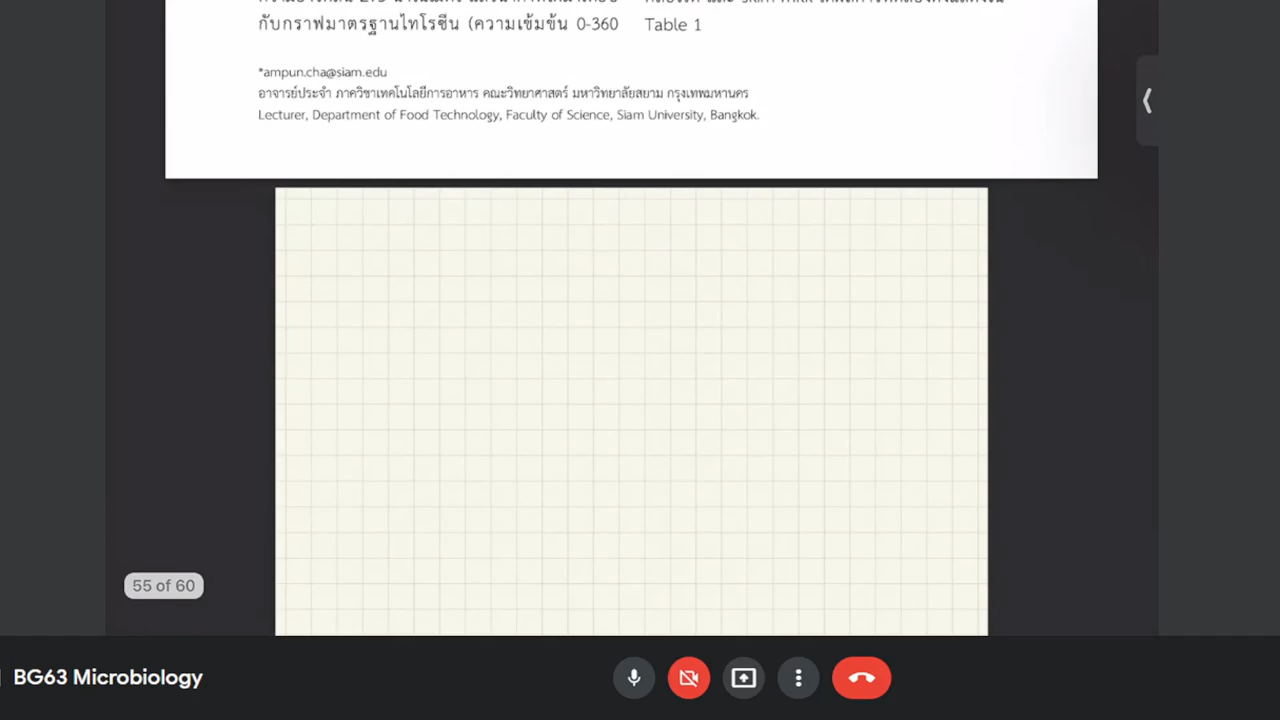 กับกราฟมาตรฐานไทโรซีน (ความเข้มข้น 0-360
Table 1
*ampun.cha@siam.edu
อาจารย์ประจำ ภาควิชาเทคโนโลยีการอาหาร คณะวิทยาศาสตร์ มหาวิทยาลัยสยาม กรุงเทพมหานคร
Lecturer, Department of Food Technology, Faculty of Science, Siam University, Bangkok.
55 of 60
BG63 Microbiology